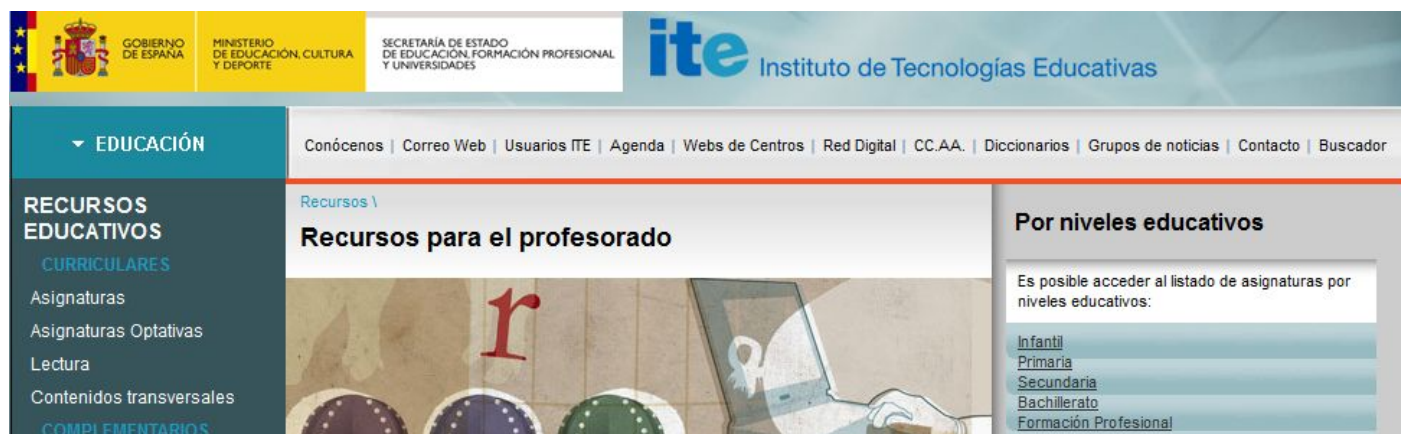 GOBIERNO
DE ESPAÑA
MINISTERIO
DE EDUCACIÓN, CULTURA
Y DEPORTE
SECRETARÍA DE ESTADO
DE EDUCACIÓN, FORMACIÓN PROFESIONAL
Y UNIVERSIDADES
ite Instituto de Tecnologías Educativas
EDUCACIÓN
Conócenos | Correo Web | Usuarios ITE | Agenda | Webs de Centros | Red Digital | CC.AA. | Diccionarios | Grupos de noticias | Contacto | Buscador
RECURSOS
EDUCATIVOS
CURRICULARES
Asignaturas
Asignaturas Optativas
Lectura
Contenidos transversales
COMPLEMENTARIOS
Recursos \
Recursos para el profesorado
r
Por niveles educativos
Es posible acceder al listado de asignaturas por
niveles educativos:
Infantil
Primaria
Secundaria
Bachillerato
Formación Profesional